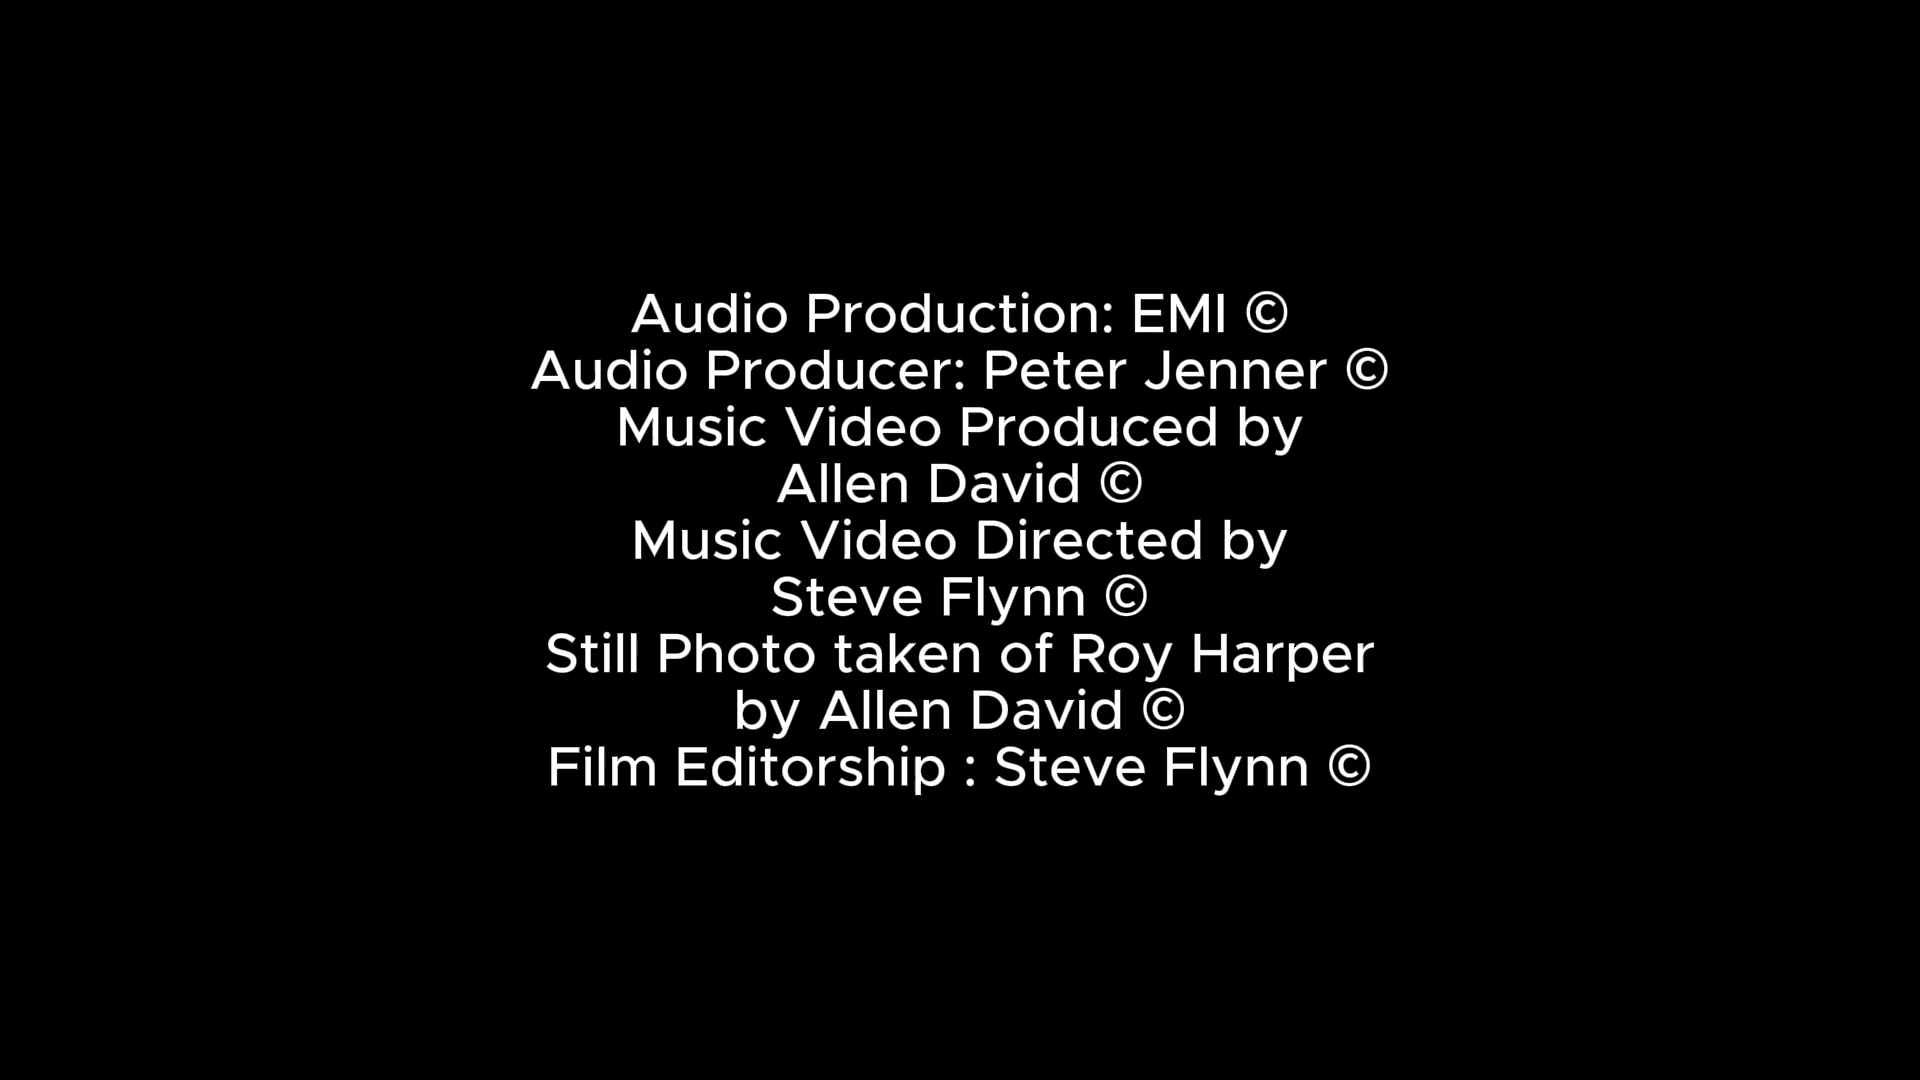 Audio Production: EMI ©
Audio Producer: Peter Jenner ©
Music Video Produced by
Allen David ©
Music Video Directed by
Steve Flynn ©
Still Photo taken of Roy Harper
by Allen David ©
Film Editorship : Steve Flynn ©